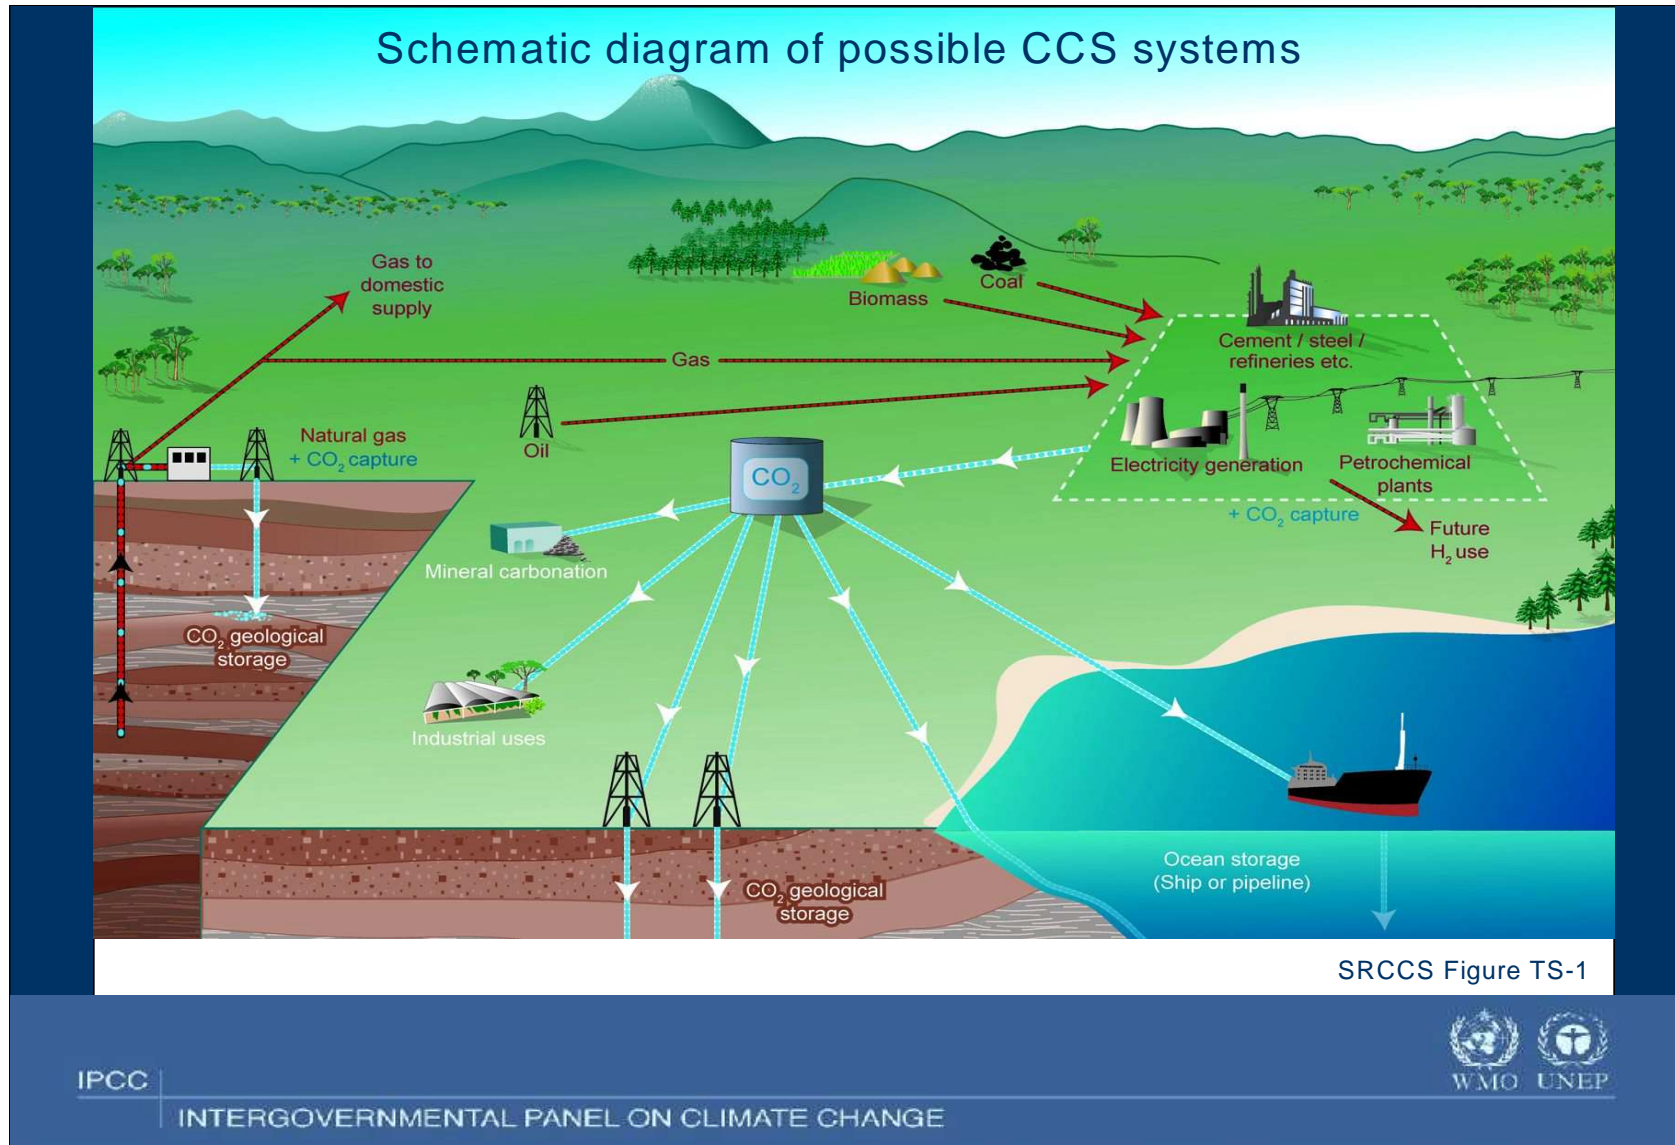 Schematic diagram of possible CCS systems
Gas to
domestic
supply
Biomass
Coal
Cement / steel /
refineries etc.
Gas
Oil
Natural gas
+ CO₂ capture
CO₂
Electricity generation
Petrochemical
plants
+ CO₂ capture
Future
H₂ use
Mineral carbonation
CO₂ geological
storage
Industrial uses
Ocean storage
(Ship or pipeline)
CO₂ geological
storage
SRCCS Figure TS-1
IPCC
INTERGOVERNMENTAL PANEL ON CLIMATE CHANGE
WMO
UNEP